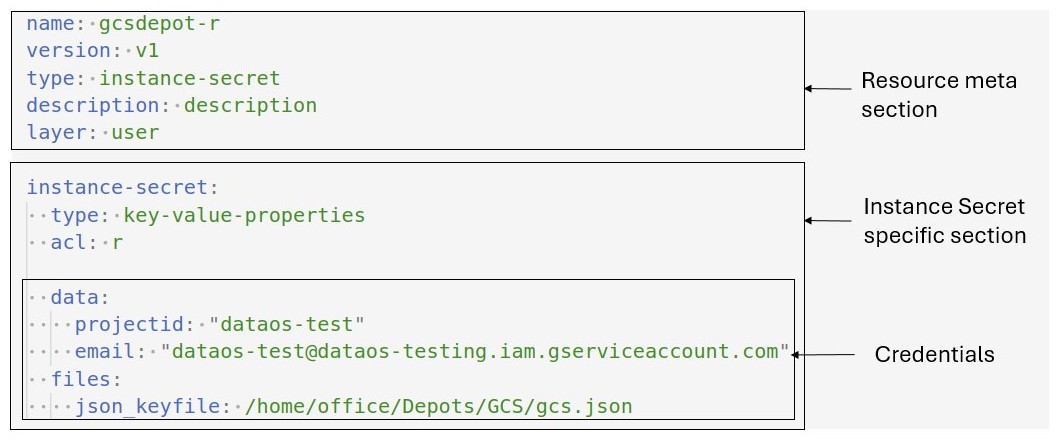 name: gcsdepot-r
version: v1
type: instance-secret
description: description
layer: user
Resource meta
section
instance-secret:
  type: key-value-properties
  acl: r
Instance Secret
specific section
  data:
    projectid: "dataos-test"
    email: "dataos-test@dataos-testing.iam.gserviceaccount.com"
  files:
    json_keyfile: /home/office/Depots/GCS/gcs.json
Credentials